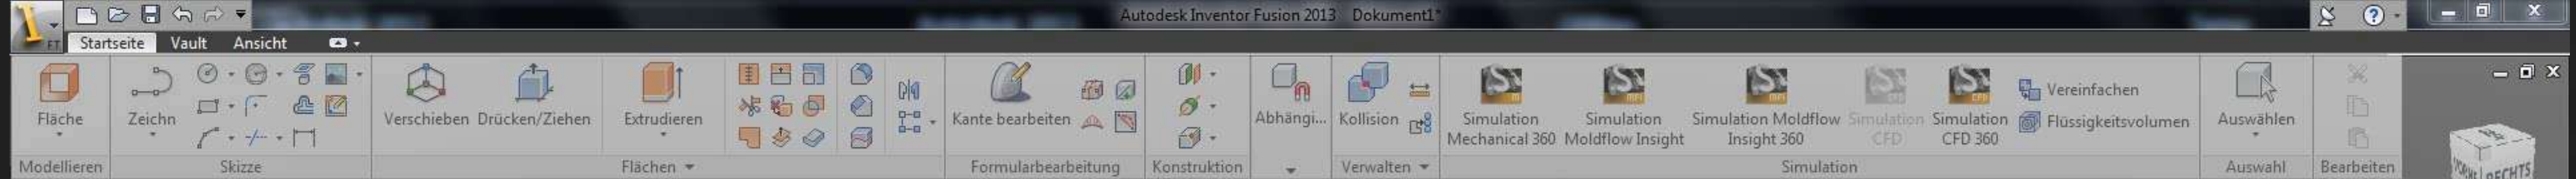 Autodesk Inventor Fusion 2013 Dokument1*
FT
Startseite Vault Ansicht
Fläche
Modellieren
Zeichn
Skizze
Verschieben Drücken/Ziehen
Extrudieren
Flächen
Kante bearbeiten
Formularbearbeitung
Konstruktion
Abhängi...
Kollision
Verwalten
Simulation
Mechanical 360
Simulation
Moldflow Insight
Simulation Moldflow
Insight 360
Simulation
CFD
Simulation
CFD 360
Vereinfachen
Flüssigkeitsvolumen
Simulation
Auswählen
Auswahl
Bearbeiten
RECHTS